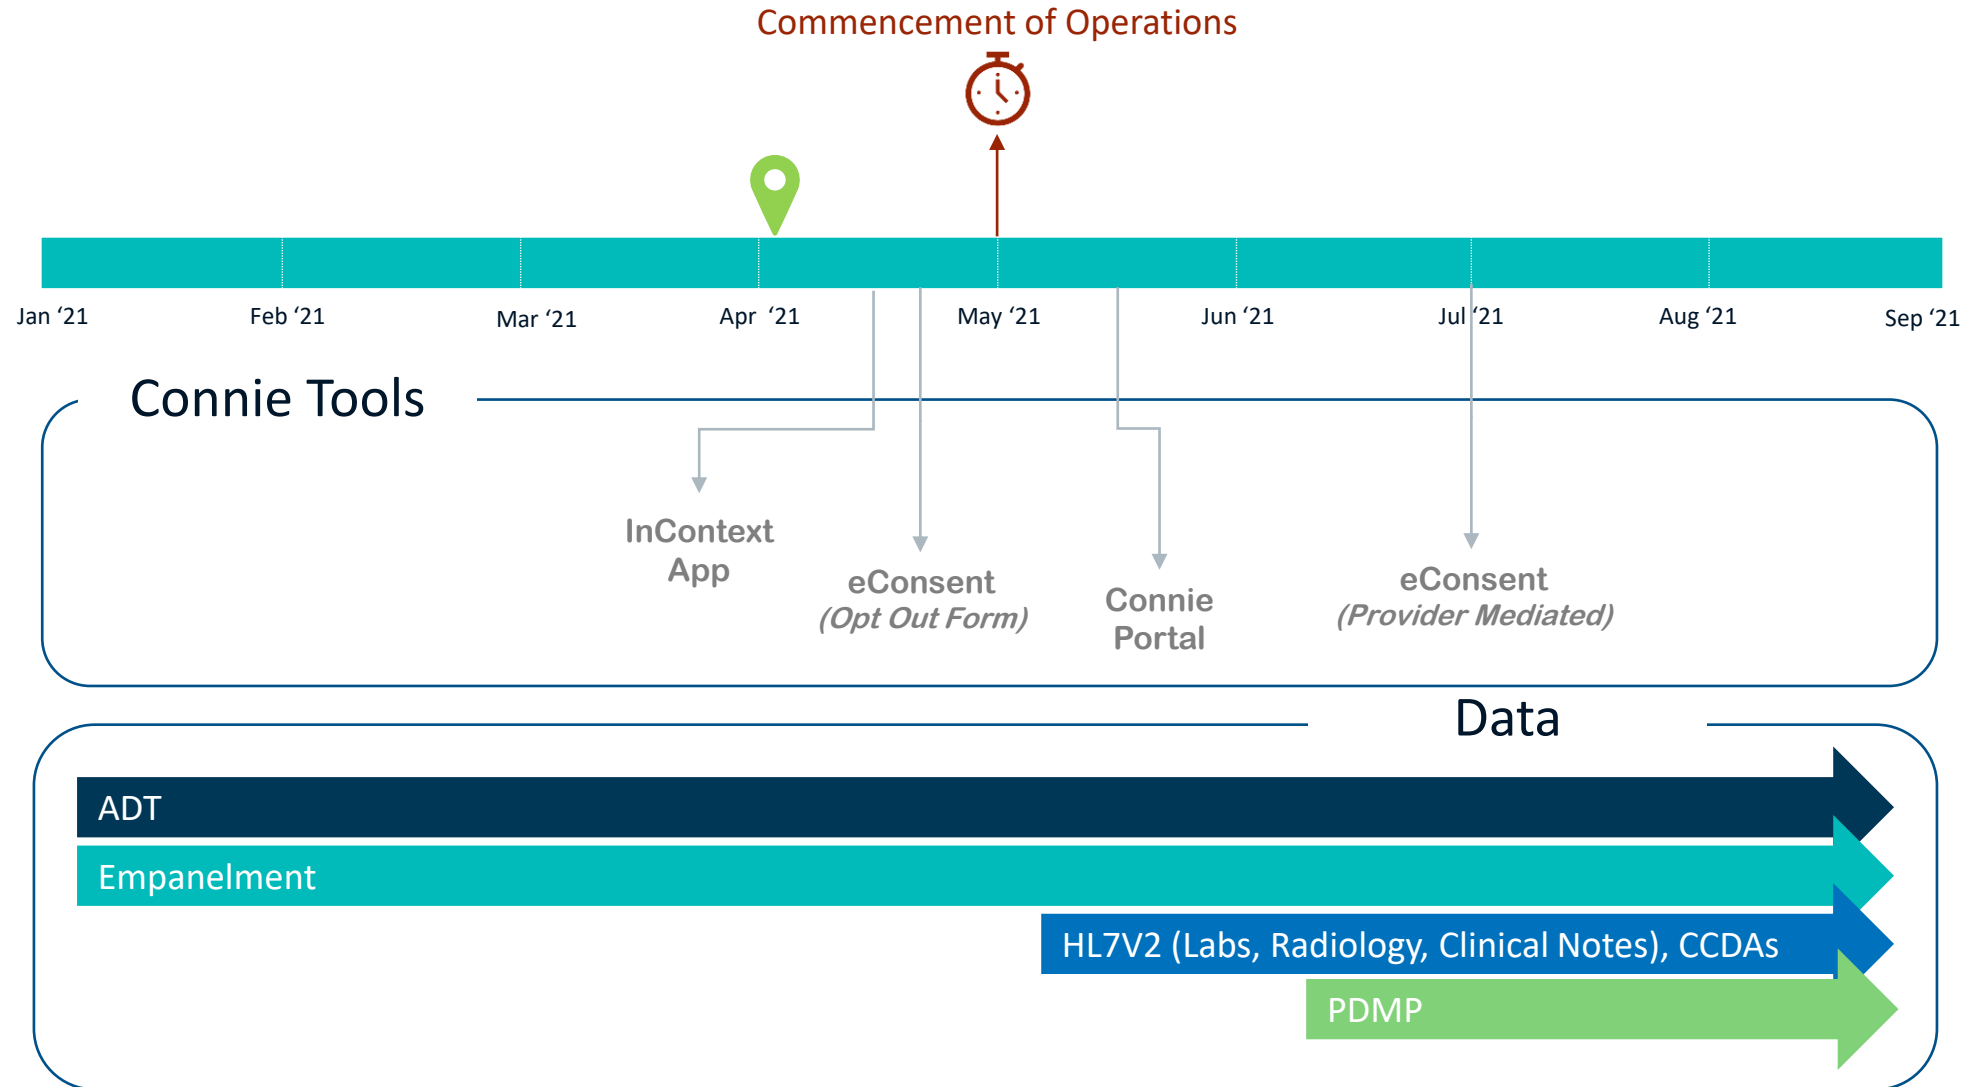 Commencement of Operations
Jan ‘21
Feb ‘21
Mar ‘21
Apr ‘21
May ‘21
Jun ‘21
Jul ‘21
Aug ‘21
Sep ‘21
Connie Tools
InContext
App
eConsent
(Opt Out Form)
Connie
Portal
eConsent
(Provider Mediated)
Data
ADT
Empanelment
HL7V2 (Labs, Radiology, Clinical Notes), CCDAs
PDMP